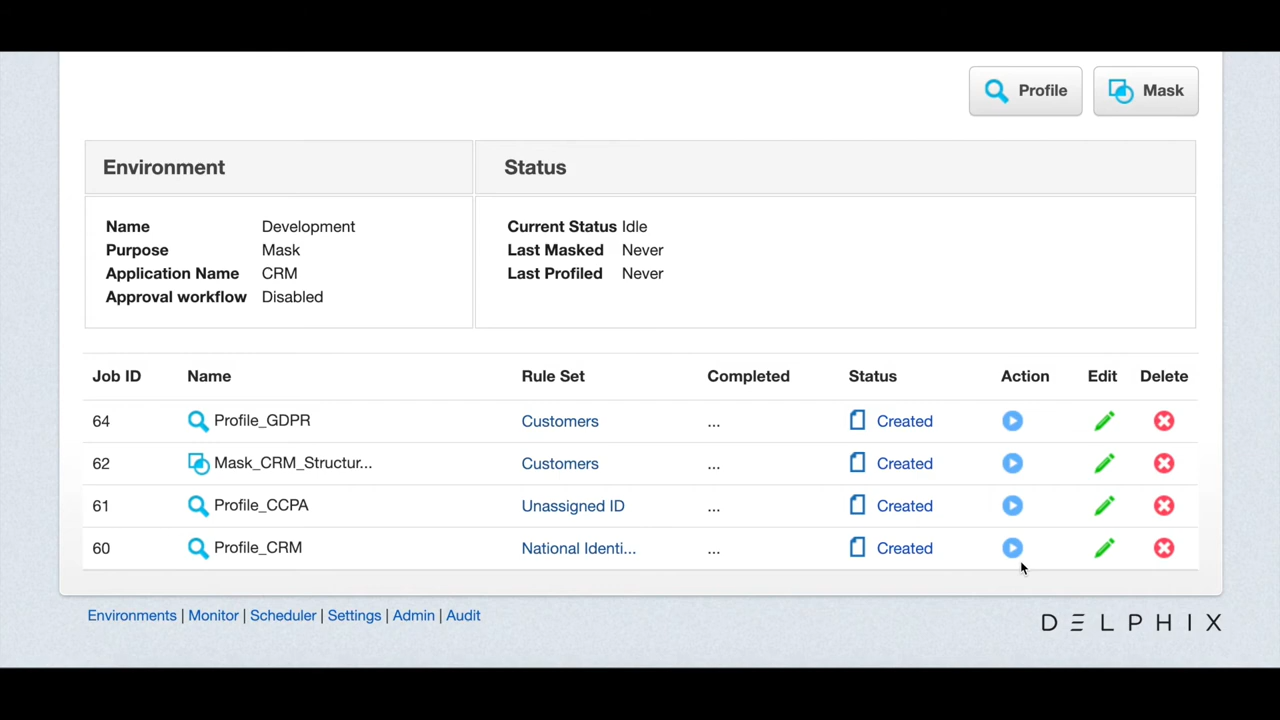 Profile Mask
Environment Status
Name Development
Purpose Mask
Application Name CRM
Approval workflow Disabled
Current Status Idle
Last Masked Never
Last Profiled Never
Job ID Name Rule Set Completed Status Action Edit Delete
64 Profile_GDPR Customers ... Created
62 Mask_CRM_Structur... Customers ... Created
61 Profile_CCPA Unassigned ID ... Created
60 Profile_CRM National Identi... ... Created
Environments | Monitor | Scheduler | Settings | Admin | Audit
DELPHIX